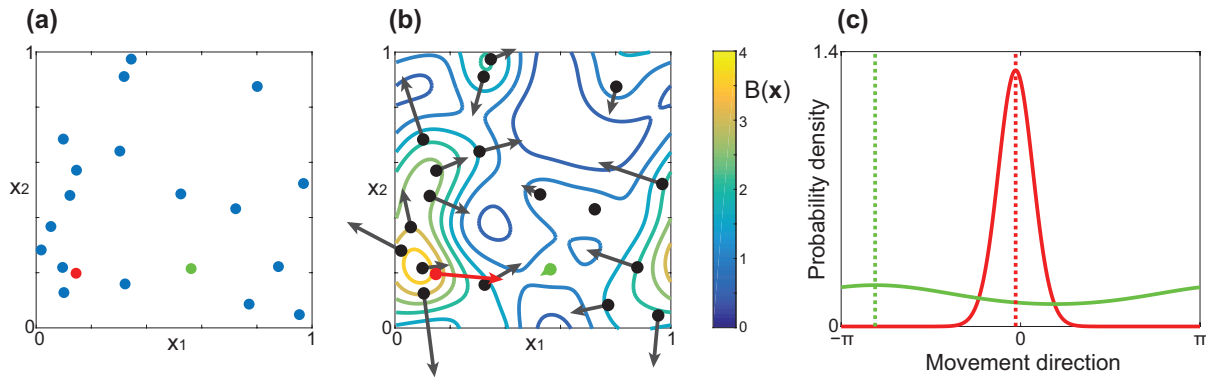 (a)
1
x2
0
0
x1
1
(b)
1
x2
0
0
x1
1
4
3
2
1
0
B(x)
(c)
1.4
Probability density
0
−π
0
π
Movement direction